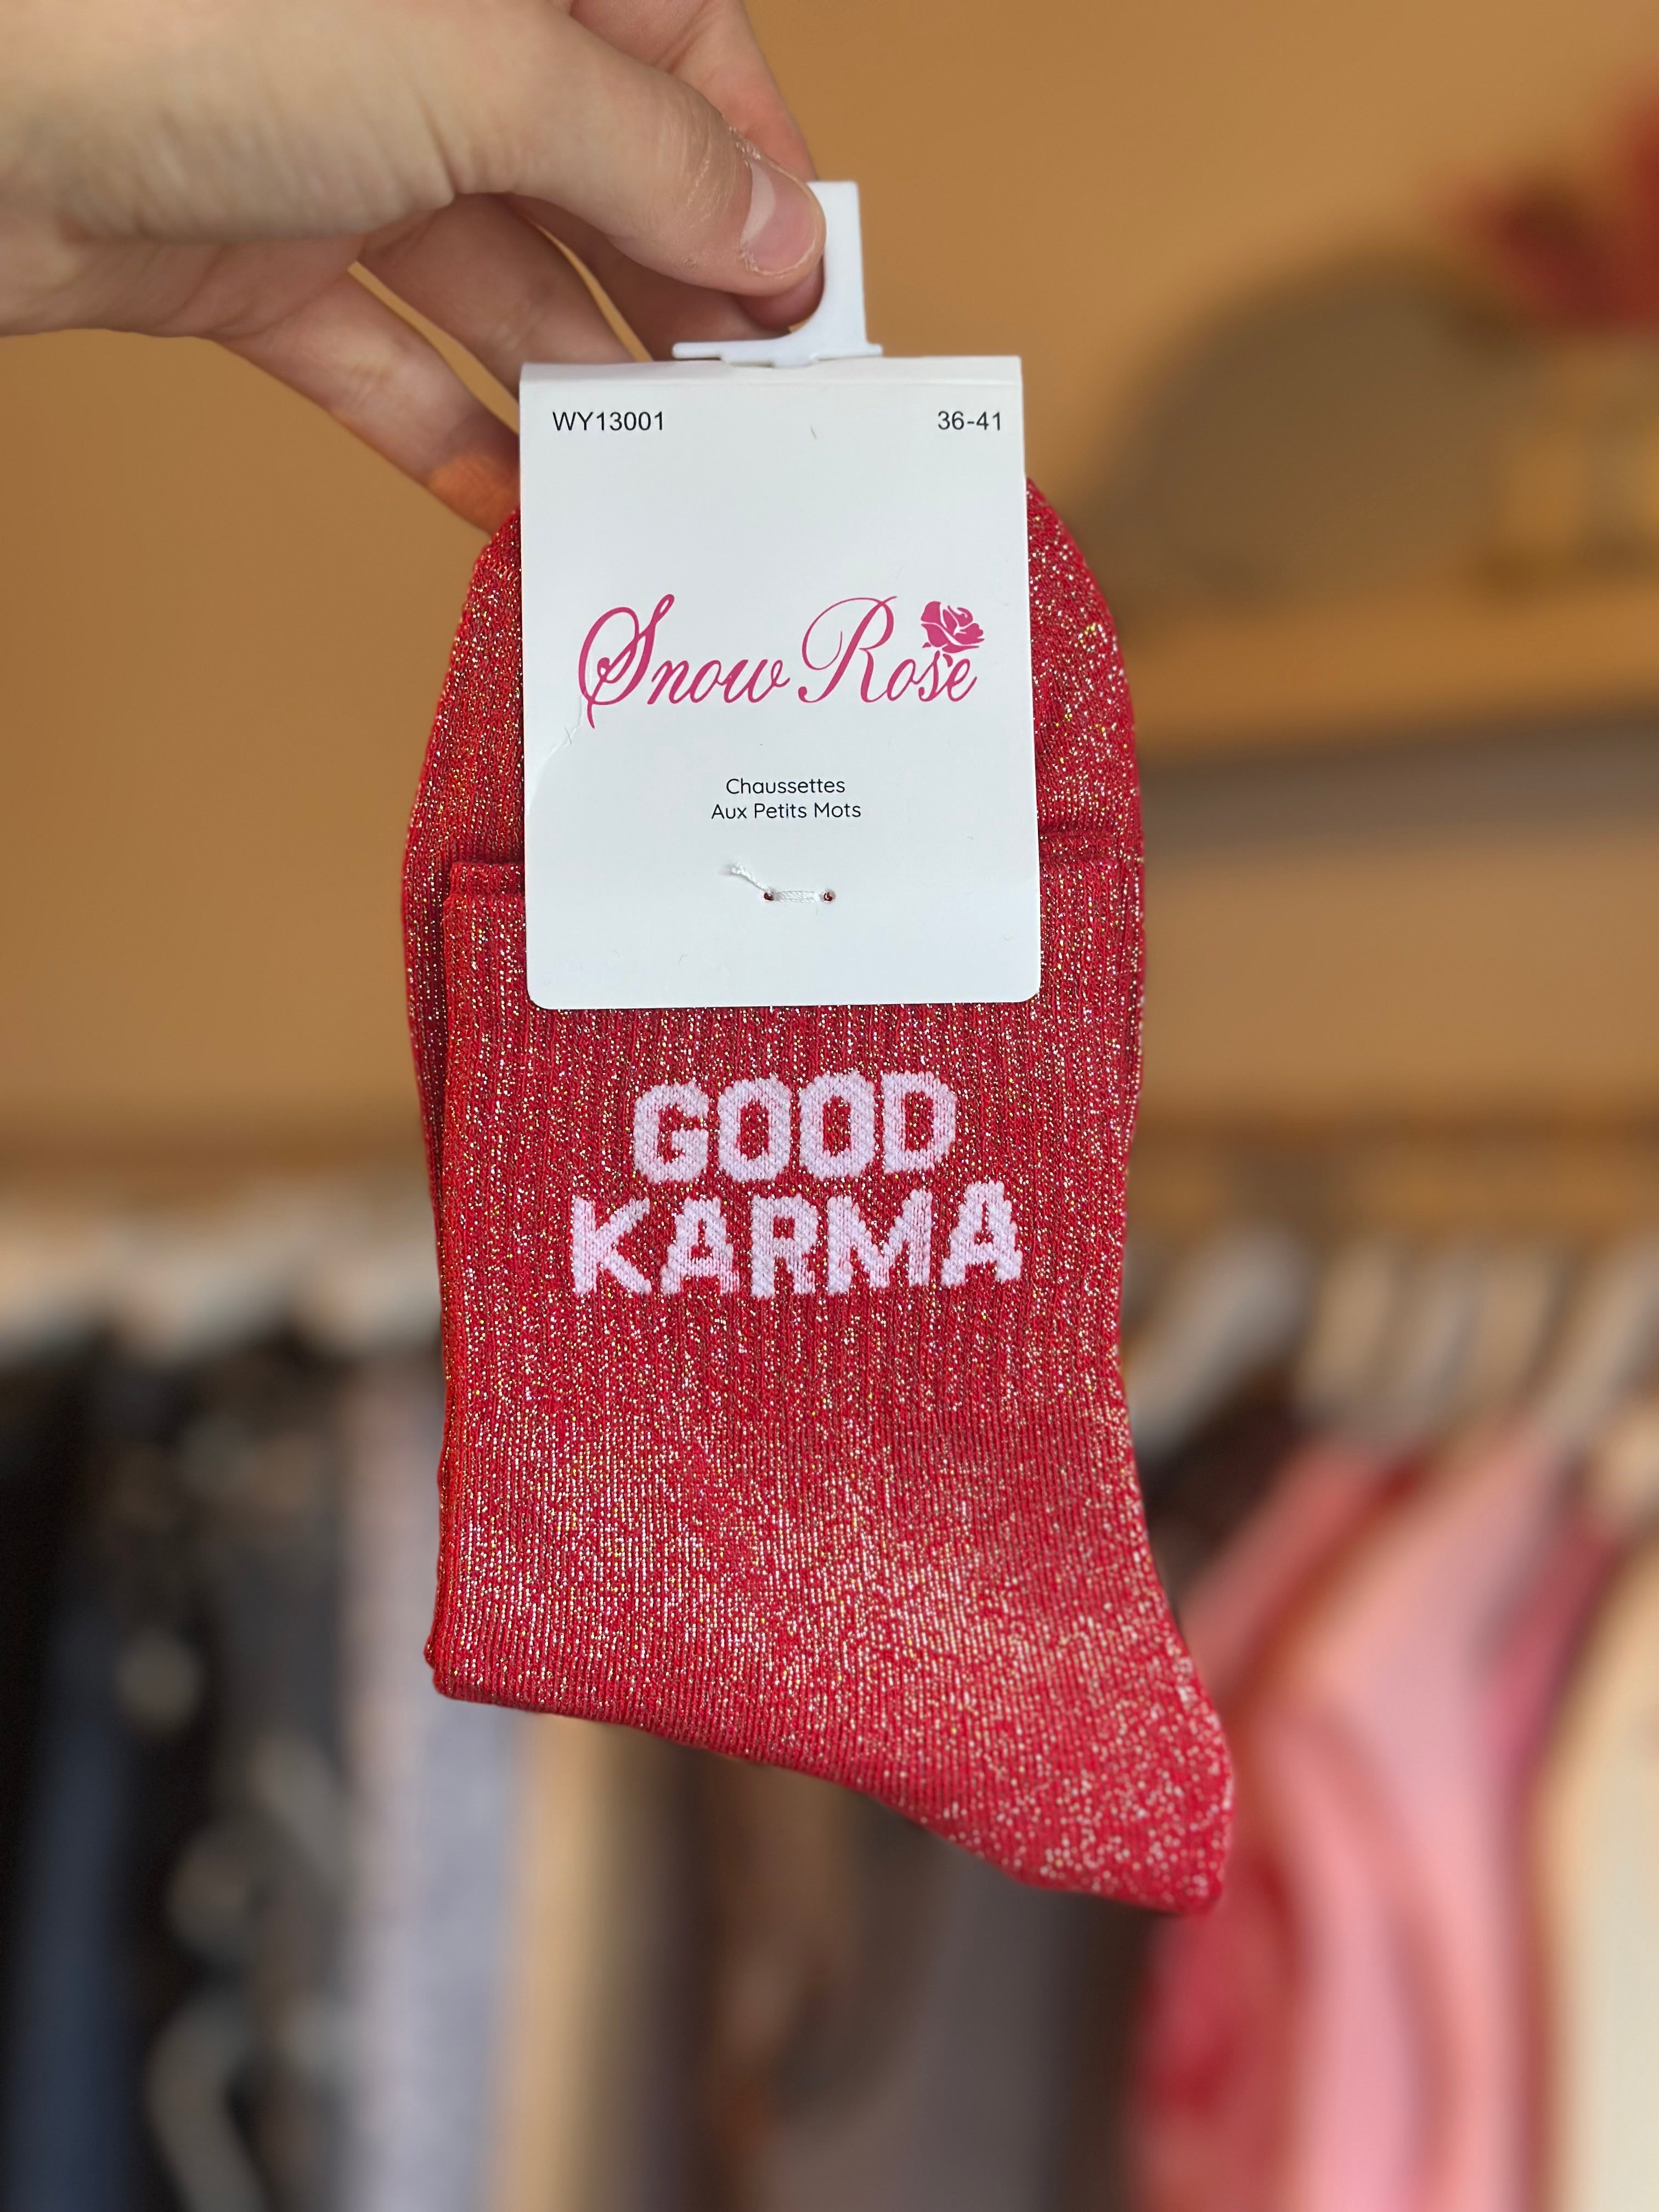 WY13001 36-41
Snow Rose
Chaussettes
Aux Petits Mots
GOOD
KARMA